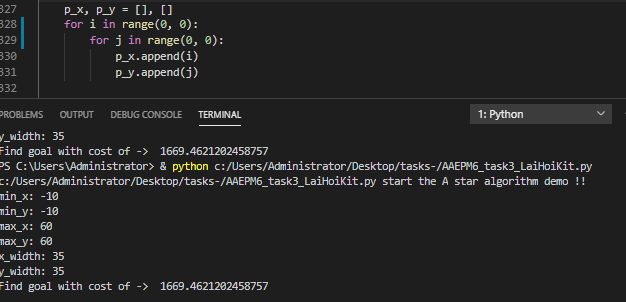 327 p_x, p_y = [], []
328 for i in range(0, 0):
329 for j in range(0, 0):
330 p_x.append(i)
331 p_y.append(j)
332
PROBLEMS OUTPUT DEBUG CONSOLE TERMINAL 1: Python
y_width: 35
Find goal with cost of -> 1669.4621202458757
PS C:\Users\Administrator> & python c:/Users/Administrator/Desktop/tasks-/AAEPM6_task3_LaiHoiKit.py
c:/Users/Administrator/Desktop/tasks-/AAEPM6_task3_LaiHoiKit.py start the A star algorithm demo !!
min_x: -10
min_y: -10
max_x: 60
max_y: 60
x_width: 35
y_width: 35
Find goal with cost of -> 1669.4621202458757